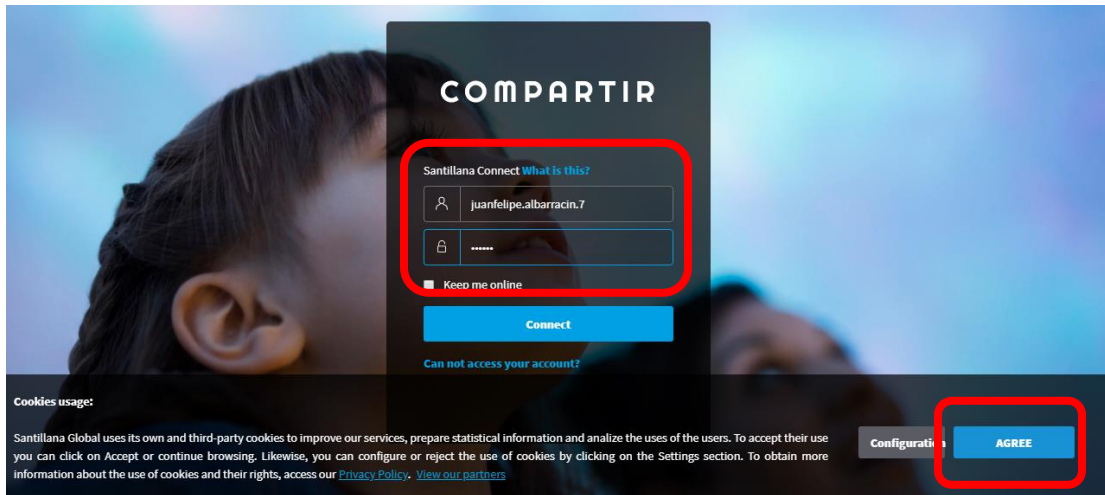 COMPARTIR
Santillana Connect What is this?
juanfelipe.albarracin.7
••••••
Keep me online
Connect
Can not access your account?
Cookies usage:
Santillana Global uses its own and third-party cookies to improve our services, prepare statistical information and analize the uses of the users. To accept their use
you can click on Accept or continue browsing. Likewise, you can configure or reject the use of cookies by clicking on the Settings section. To obtain more
information about the use of cookies and their rights, access our Privacy Policy. View our partners
Configuration
AGREE